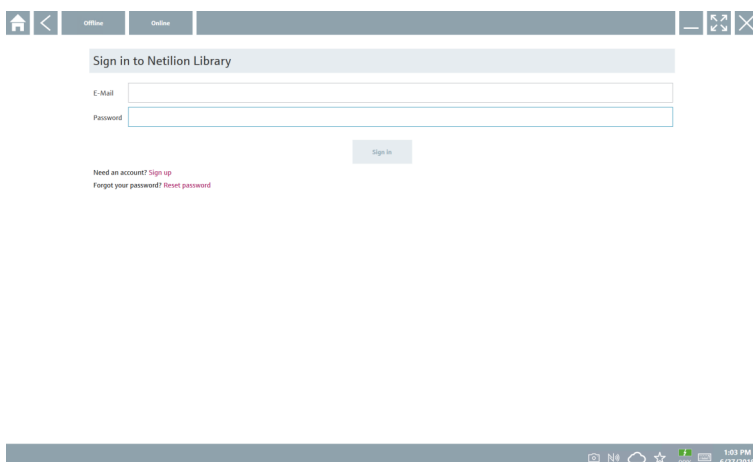 Offline Online
Sign in to Netilion Library
E-Mail
Password
Sign in
Need an account? Sign up
Forgot your password? Reset password
1:03 PM